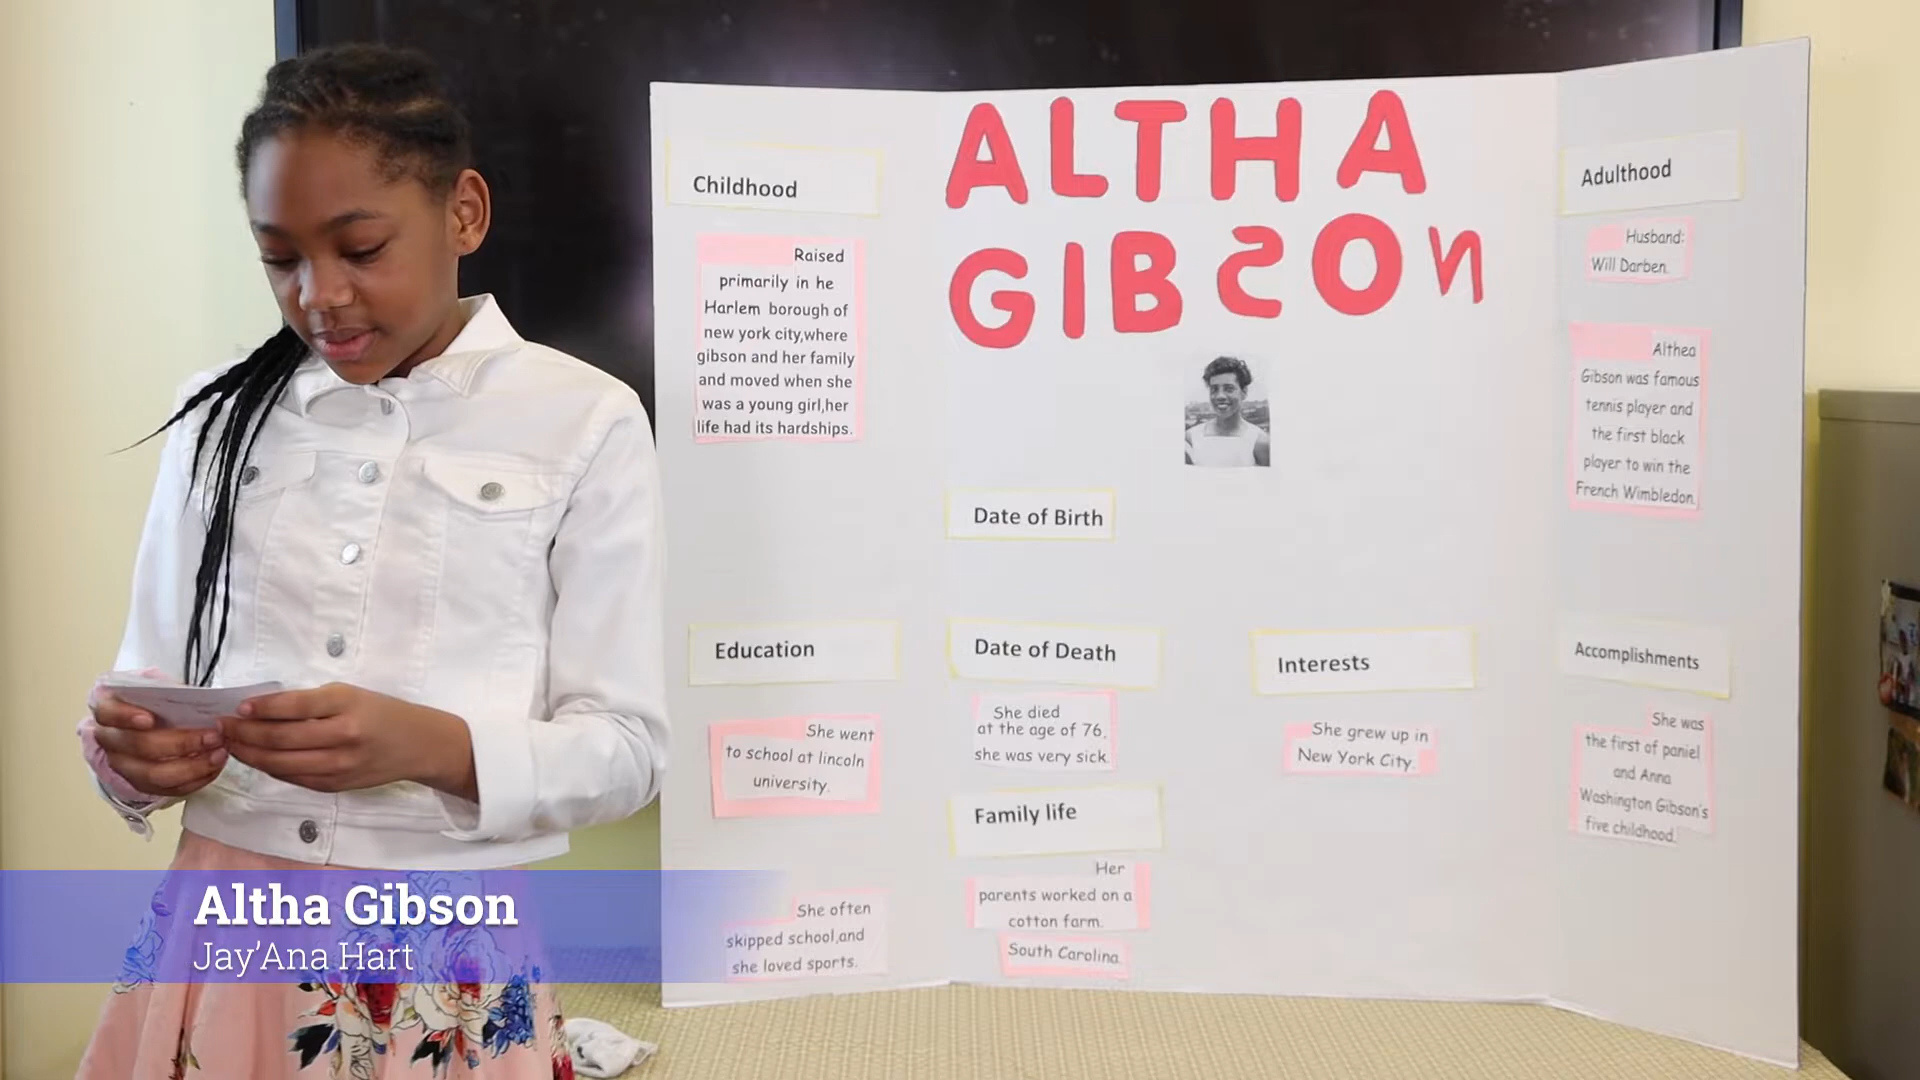 ALTHA
GIBSON
Childhood
Raised
primarily in he
Harlem borough of
new york city,where
gibson and her family
and moved when she
was a young girl,her
life had its hardships.
Education
She went
to school at lincoln
university.
She often
skipped school,and
she loved sports.
Date of Birth
Date of Death
She died
at the age of 76,
she was very sick.
Family life
Her
parents worked on a
cotton farm.
South Carolina.
Interests
She grew up in
New York City.
Adulthood
Husband:
Will Darben.
Althea
Gibson was famous
tennis player and
the first black
player to win the
French Wimbledon.
Accomplishments
She was
the first of paniel
and Anna
Washington Gibson's
five childhood.
Altha Gibson
Jay'Ana Hart